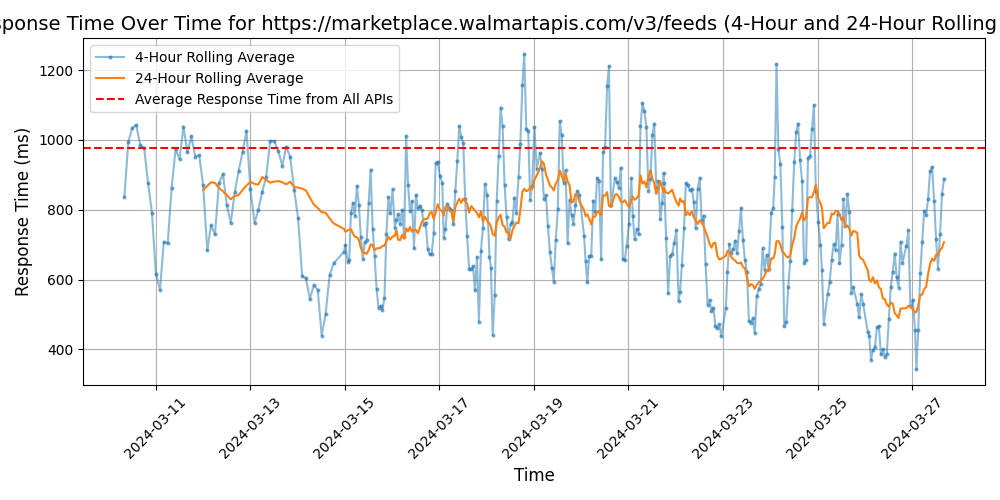 sponse Time Over Time for https://marketplace.walmartapis.com/v3/feeds (4-Hour and 24-Hour Rolling
4-Hour Rolling Average
24-Hour Rolling Average
Average Response Time from All APIs
Response Time (ms)
1200
1000
800
600
400
2024-03-11
2024-03-13
2024-03-15
2024-03-17
2024-03-19
2024-03-21
2024-03-23
2024-03-25
2024-03-27
Time